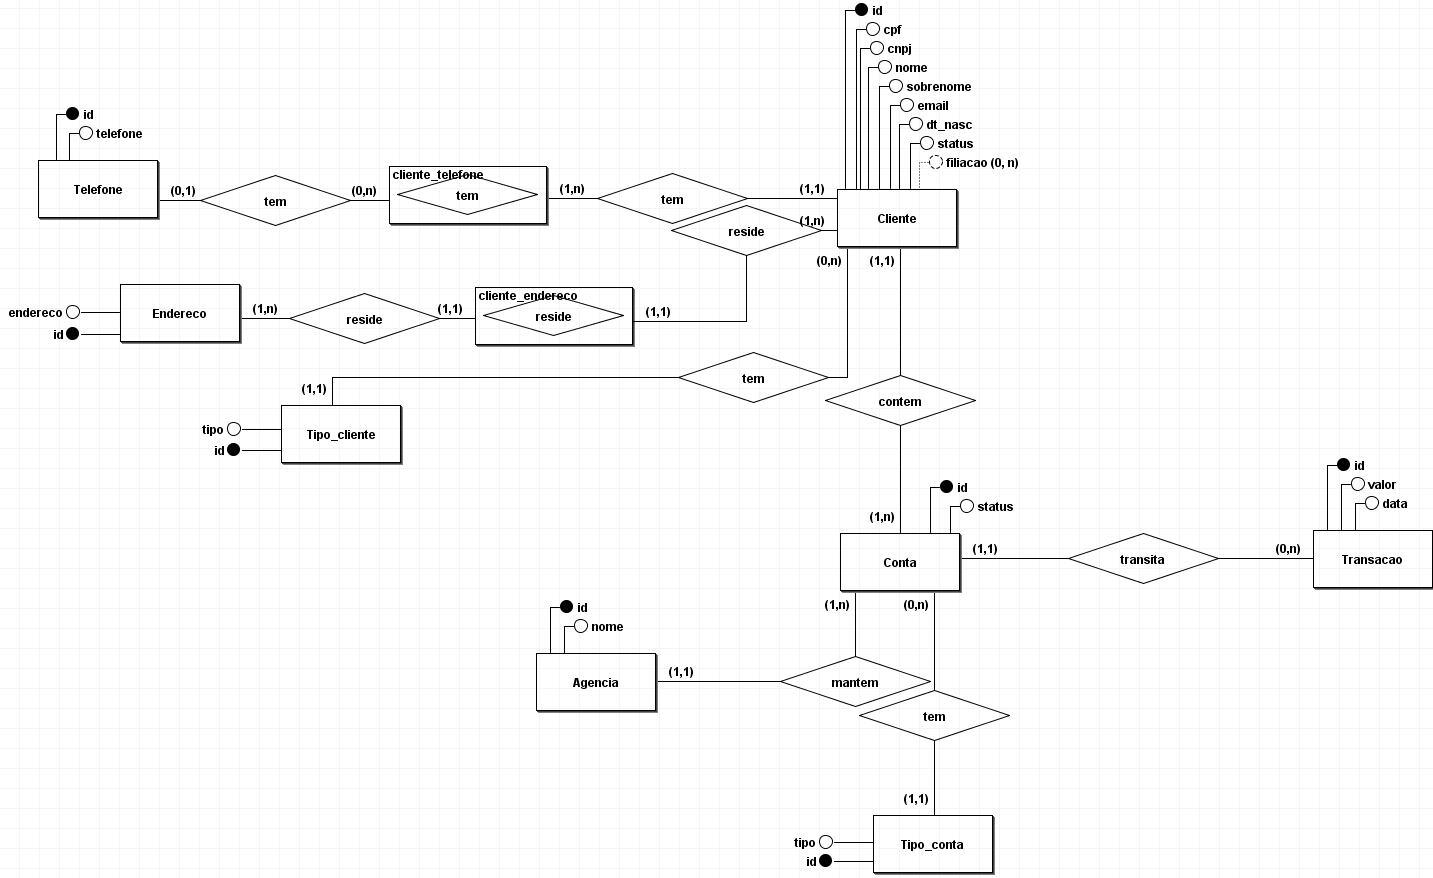 id
cpf
cnpj
nome
sobrenome
email
dt_nasc
status
filiacao (0, n)
Cliente
id
telefone
Telefone
(0,1)
tem
(0,n)
cliente_telefone
tem
(1,n)
tem
(1,1)
reside
(1,n)
(0,n)
(1,1)
endereco
id
Endereco
(1,n)
reside
(1,1)
cliente_endereco
reside
(1,1)
(1,1)
tem
tipo
id
Tipo_cliente
contem
(1,n)
id
status
Conta
(1,1)
transita
(0,n)
id
valor
data
Transacao
(1,n)
(0,n)
id
nome
Agencia
(1,1)
mantem
tem
(1,1)
tipo
id
Tipo_conta